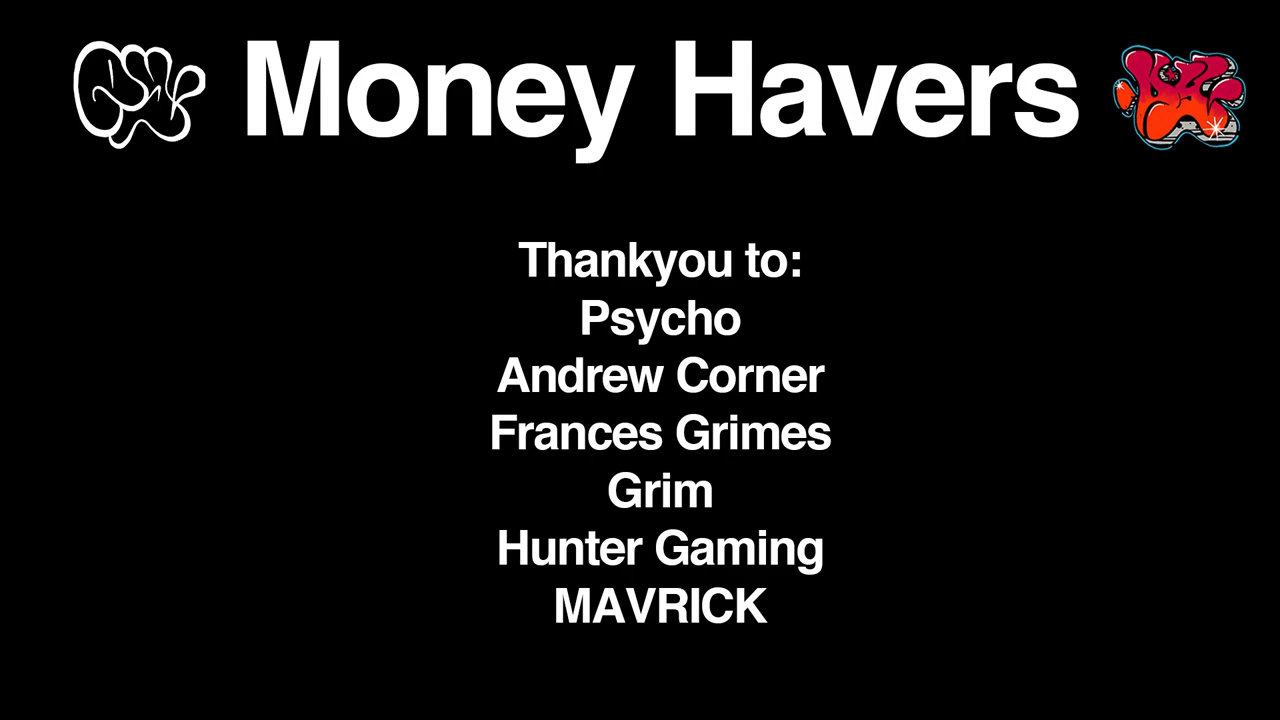 Money Havers
Thankyou to:
Psycho
Andrew Corner
Frances Grimes
Grim
Hunter Gaming
MAVRICK